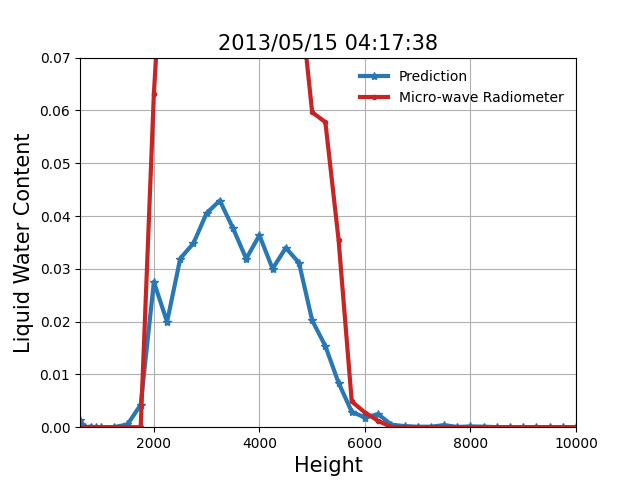 2013/05/15 04:17:38
Prediction
Micro-wave Radiometer
Liquid Water Content
0.07
0.06
0.05
0.04
0.03
0.02
0.01
0.00
2000 4000 6000 8000 10000
Height